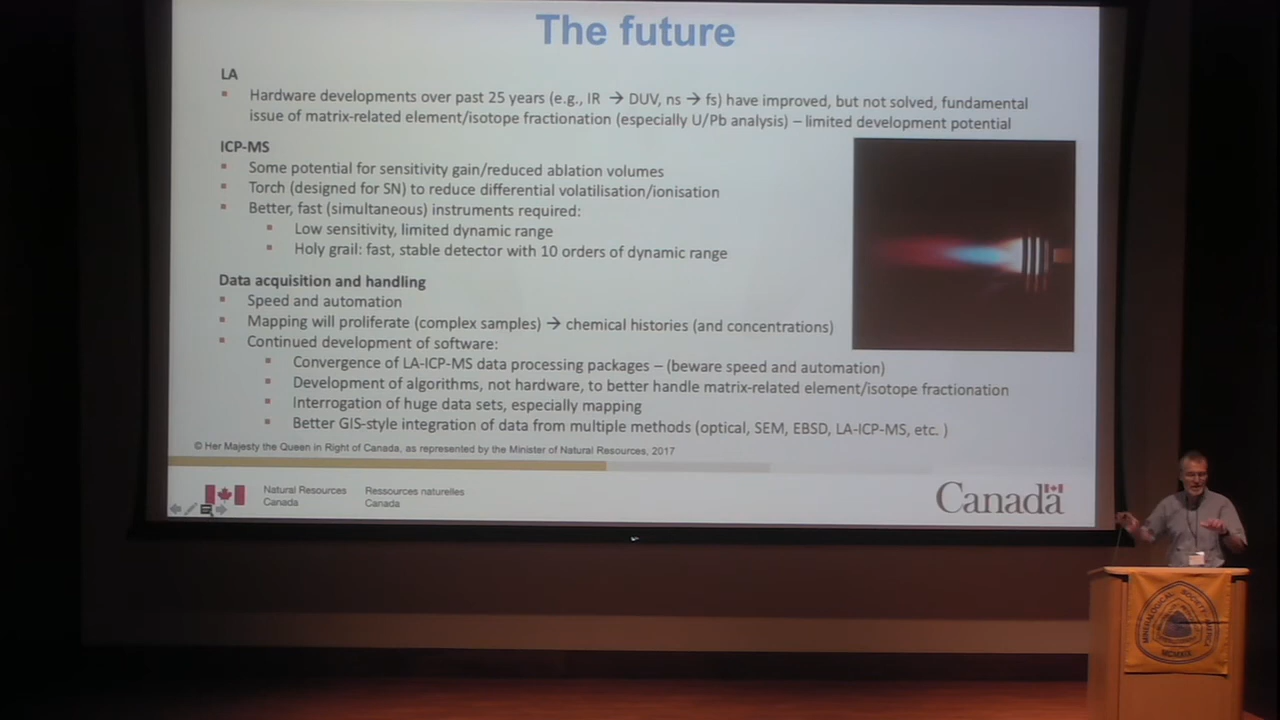 The future
LA
▪ Hardware developments over past 25 years (e.g., IR → DUV, ns → fs) have improved, but not solved, fundamental
issue of matrix-related element/isotope fractionation (especially U/Pb analysis) – limited development potential
ICP-MS
▪ Some potential for sensitivity gain/reduced ablation volumes
▪ Torch (designed for SN) to reduce differential volatilisation/ionisation
▪ Better, fast (simultaneous) instruments required:
▪ Low sensitivity, limited dynamic range
▪ Holy grail: fast, stable detector with 10 orders of dynamic range
Data acquisition and handling
▪ Speed and automation
▪ Mapping will proliferate (complex samples) → chemical histories (and concentrations)
▪ Continued development of software:
▪ Convergence of LA-ICP-MS data processing packages – (beware speed and automation)
▪ Development of algorithms, not hardware, to better handle matrix-related element/isotope fractionation
▪ Interrogation of huge data sets, especially mapping
▪ Better GIS-style integration of data from multiple methods (optical, SEM, EBSD, LA-ICP-MS, etc. )
© Her Majesty the Queen in Right of Canada, as represented by the Minister of Natural Resources, 2017
Natural Resources Ressources naturelles
Canada Canada
Canada
MINERALOGICAL SOCIETY